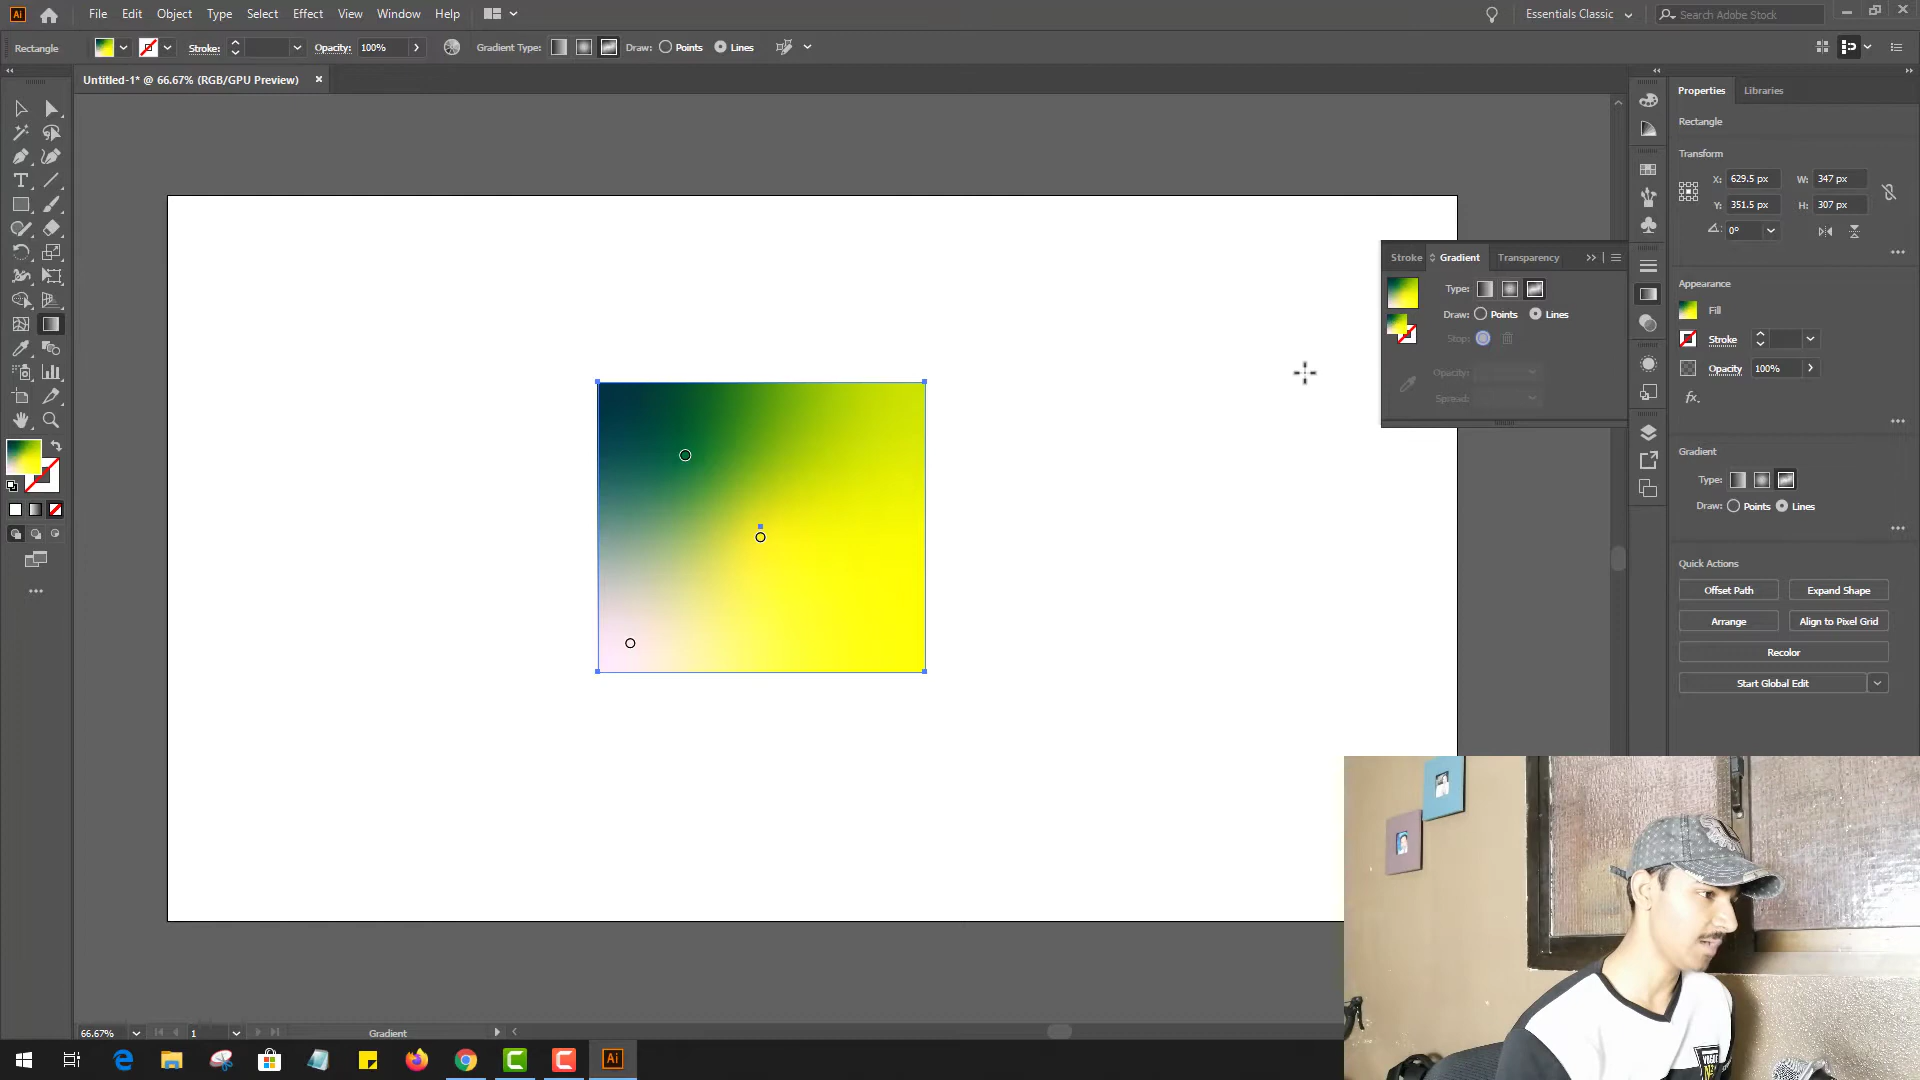 Ai File Edit Object Type Select Effect View Window Help Essentials Classic Search Adobe Stock
Rectangle Stroke: Opacity: 100% Gradient Type: Draw: Points Lines
Untitled-1* @ 66.67% (RGB/GPU Preview) ×
Properties Libraries
Rectangle
Transform
X: 629.5 px W: 347 px
Y: 351.5 px H: 307 px
0°
Stroke Gradient Transparency
Type:
Draw: Points Lines
Stop:
Opacity:
Spread:
Appearance
Fill
Stroke
Opacity 100%
fx.
Gradient
Type:
Draw: Points Lines
Quick Actions
Offset Path Expand Shape
Arrange Align to Pixel Grid
Recolor
Start Global Edit
66.67% 1 Gradient
Ai